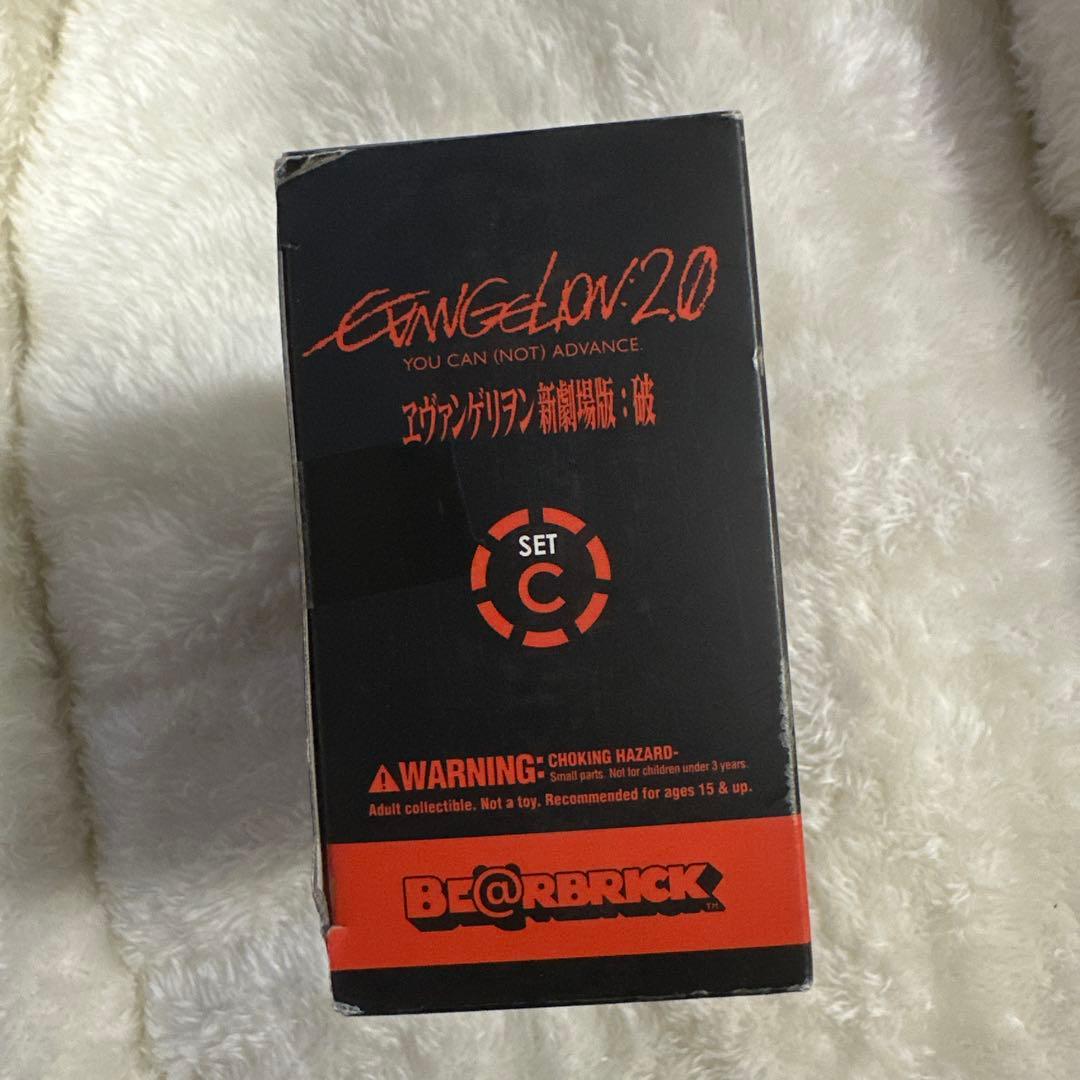 EVANGELION:2.0
YOU CAN (NOT) ADVANCE.
ヱヴァンゲリヲン新劇場版：破
SET
C
WARNING: CHOKING HAZARD-
Small parts. Not for children under 3 years.
Adult collectible. Not a toy. Recommended for ages 15 & up.
BE@RBRICK TM